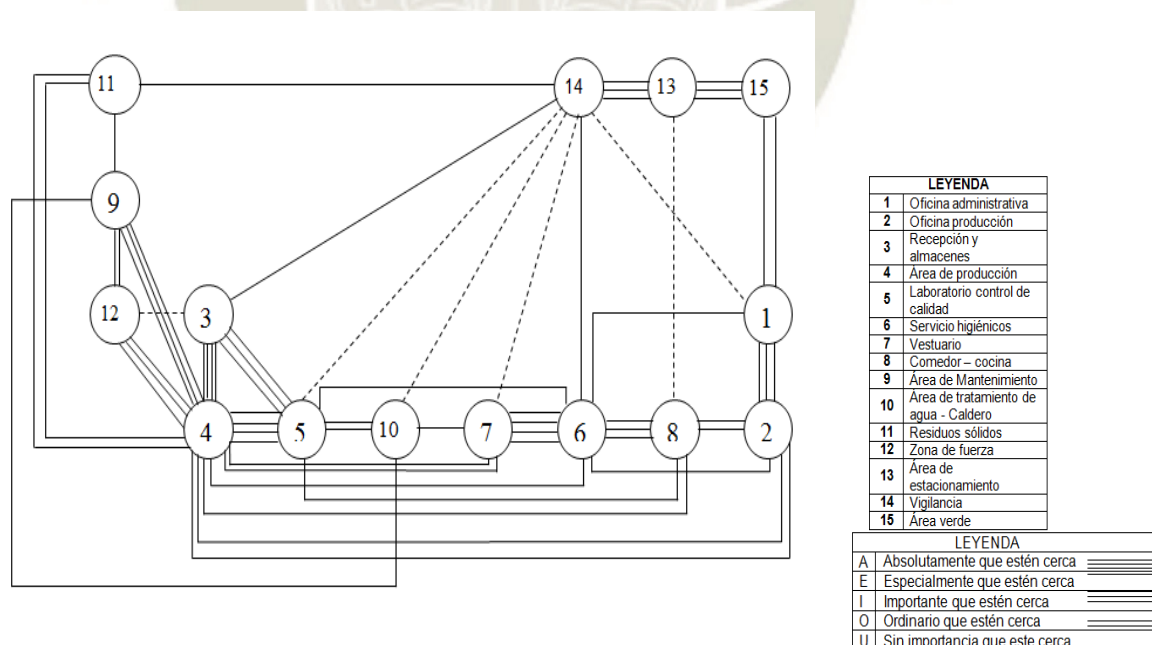 11
14
13
15
9
12
3
1
4
5
10
7
6
8
2
LEYENDA
1 Oficina administrativa
2 Oficina producción
3 Recepción y
almacenes
4 Área de producción
5 Laboratorio control de
calidad
6 Servicio higiénicos
7 Vestuario
8 Comedor – cocina
9 Área de Mantenimiento
10 Área de tratamiento de
agua - Caldero
11 Residuos sólidos
12 Zona de fuerza
13 Área de
estacionamiento
14 Vigilancia
15 Área verde
LEYENDA
A Absolutamente que estén cerca
E Especialmente que estén cerca
I Importante que estén cerca
O Ordinario que estén cerca
U Sin importancia que este cerca